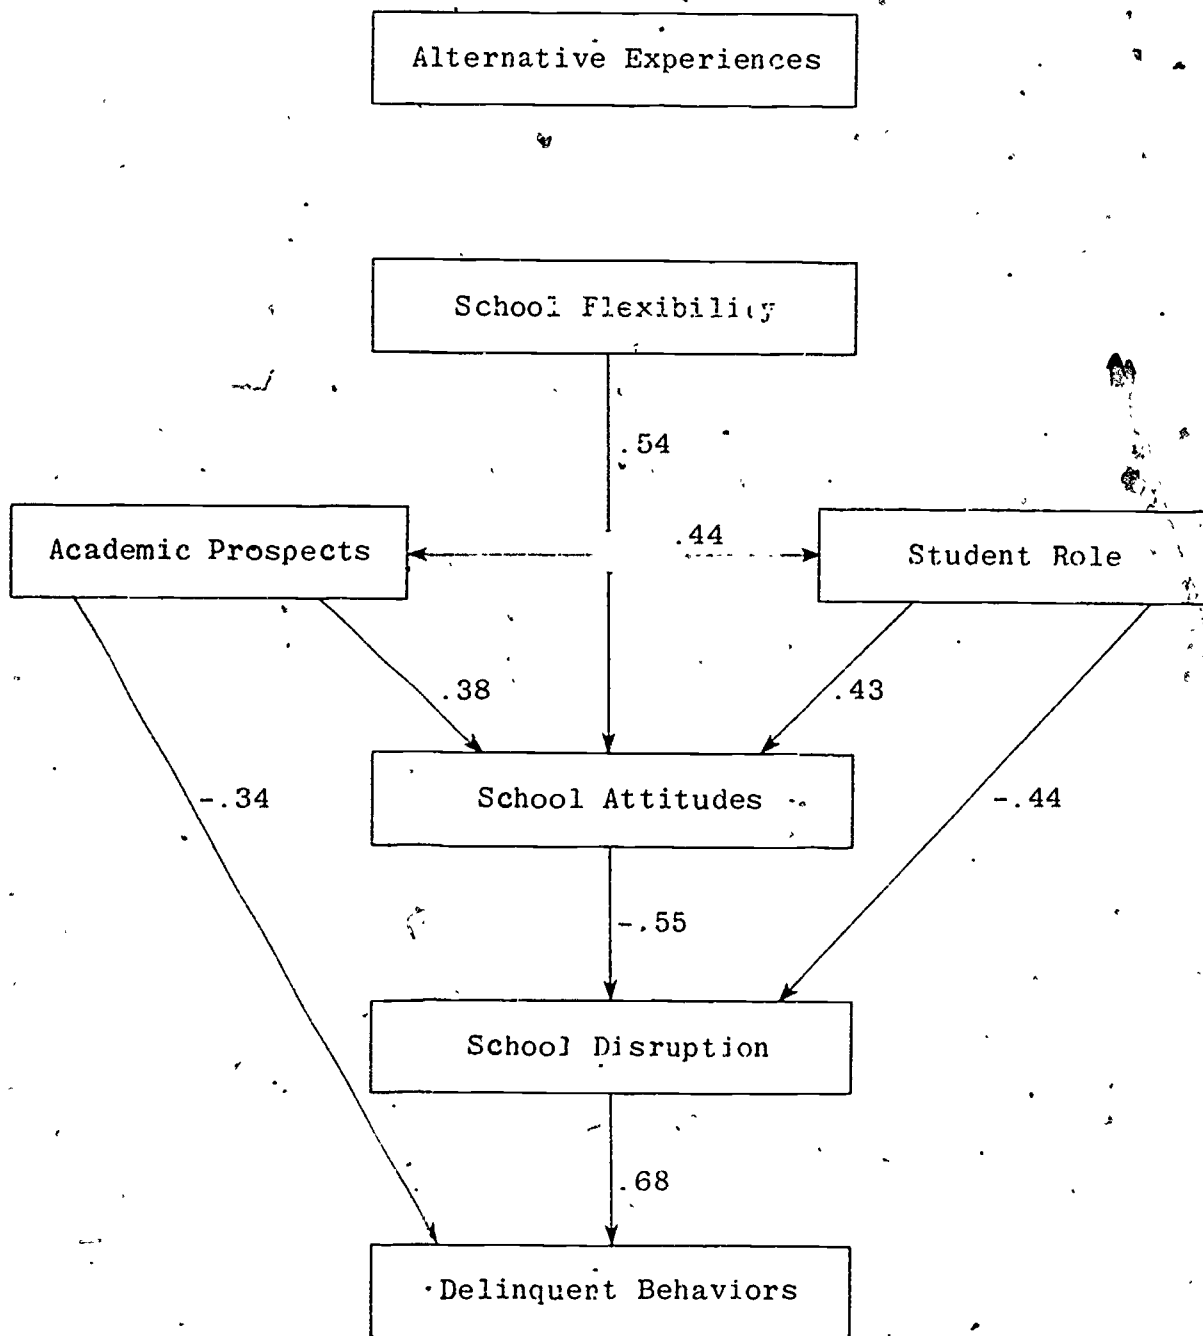 Alternative Experiences
School Flexibility
.54
.44
Academic Prospects
Student Role
.38
.43
School Attitudes
-.34
-.44
-.55
School Disruption
.68
Delinquent Behaviors